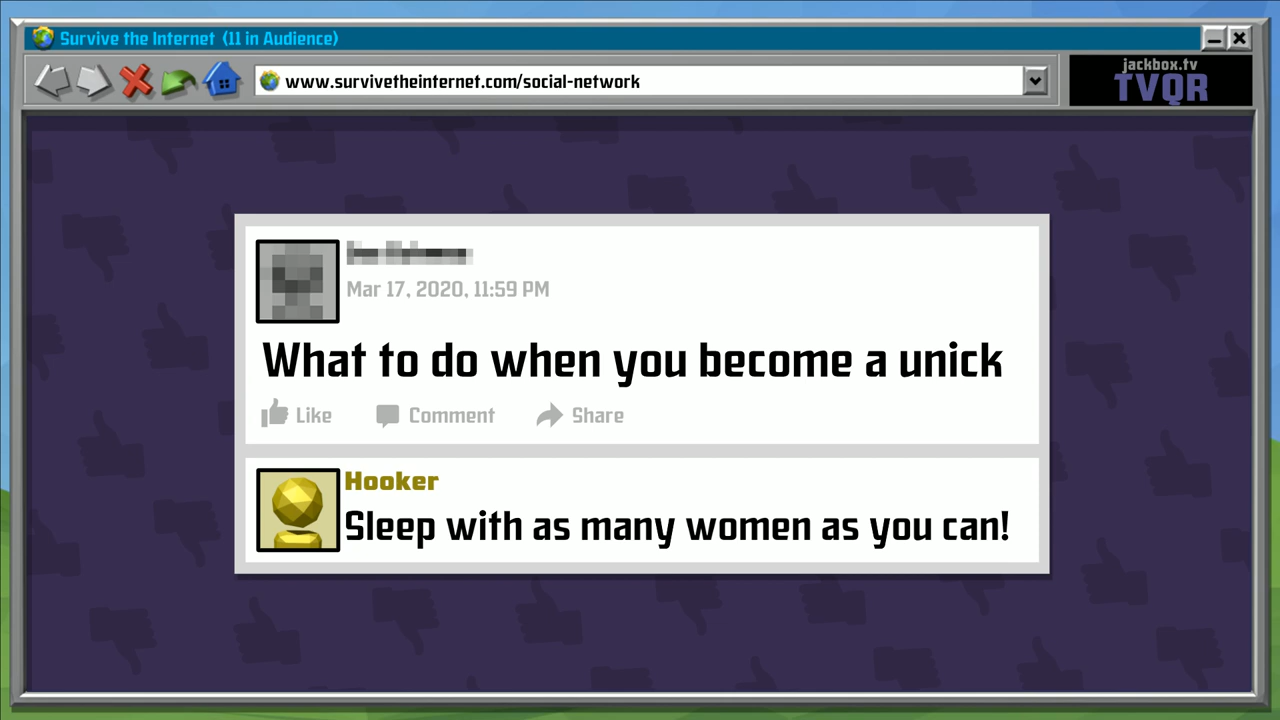 Survive the Internet (11 in Audience)
www.survivetheinternet.com/social-network
jackbox.tv
TVQR
Mar 17, 2020, 11:59 PM
What to do when you become a unick
Like Comment Share
Hooker
Sleep with as many women as you can!